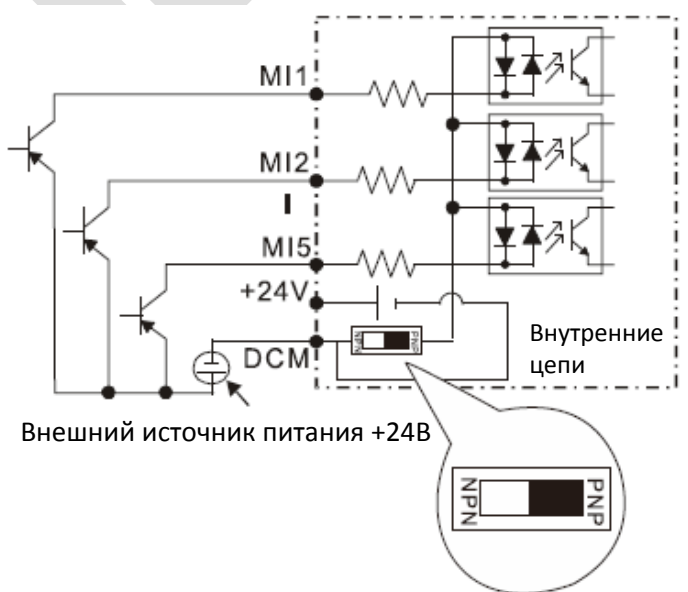 MI1
MI2
MI5
+24V
DCM
NPN
PNP
Внутренние
цепи
Внешний источник питания +24В
NPN
PNP